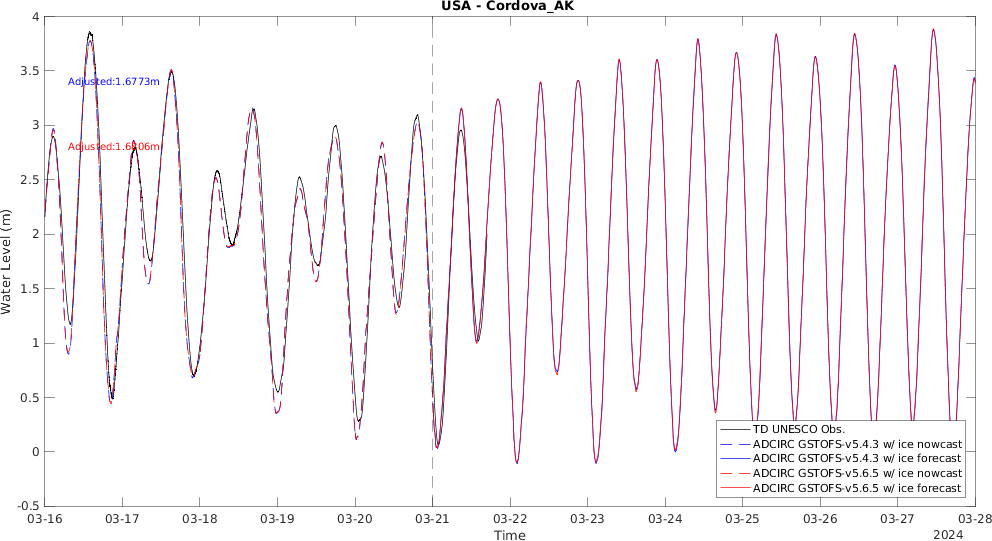 USA - Cordova_AK
4
3.5
3
2.5
2
1.5
1
0.5
0
-0.5
Water Level (m)
Adjusted:1.6773m
TD UNESCO Obs.
ADCIRC GSTOFS-v5.4.3 w/ ice nowcast
ADCIRC GSTOFS-v5.4.3 w/ ice forecast
ADCIRC GSTOFS-v5.6.5 w/ ice nowcast
ADCIRC GSTOFS-v5.6.5 w/ ice forecast
03-16 03-17 03-18 03-19 03-20 03-21 03-22 03-23 03-24 03-25 03-26 03-27 03-28
Time
2024